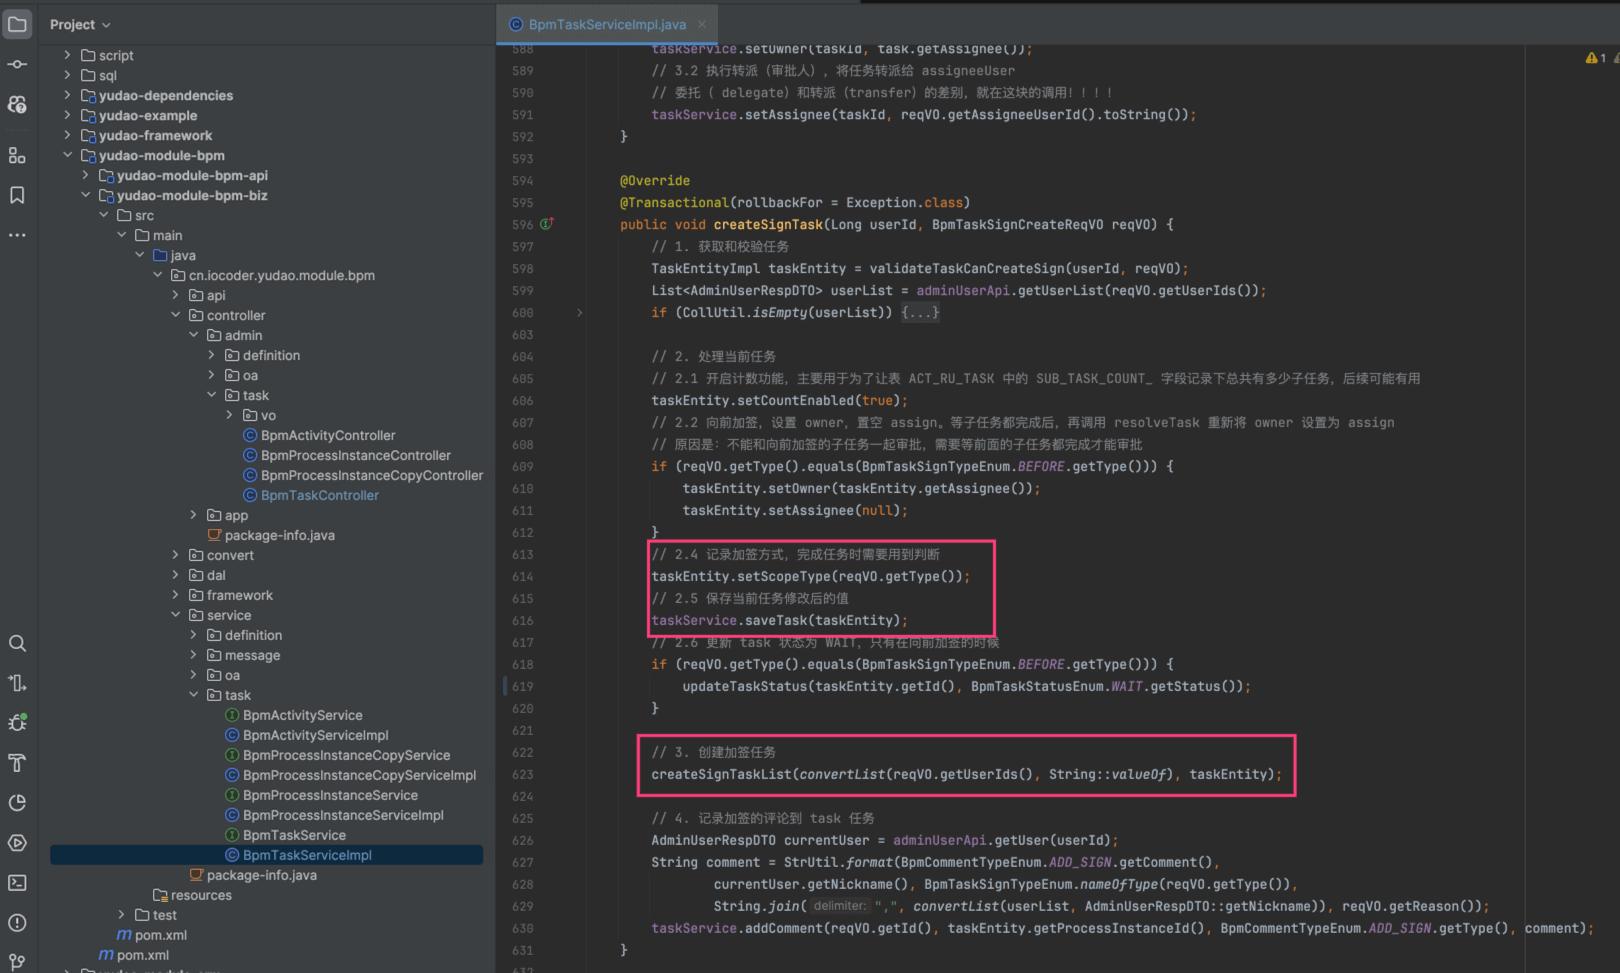 Project
script
sql
yudao-dependencies
yudao-example
yudao-framework
yudao-module-bpm
yudao-module-bpm-api
yudao-module-bpm-biz
src
main
java
cn.iocoder.yudao.module.bpm
api
controller
admin
definition
oa
task
vo
BpmActivityController
BpmProcessInstanceController
BpmProcessInstanceCopyController
BpmTaskController
app
package-info.java
convert
dal
framework
service
definition
message
oa
task
BpmActivityService
BpmActivityServiceImpl
BpmProcessInstanceCopyService
BpmProcessInstanceCopyServiceImpl
BpmProcessInstanceService
BpmProcessInstanceServiceImpl
BpmTaskService
BpmTaskServiceImpl
package-info.java
resources
test
pom.xml
pom.xml
BpmTaskServiceImpl.java
1
588 taskService.setOwner(taskId, task.getAssignee());
589 // 3.2 执行转派（审批人），将任务转派给 assigneeUser
590 // 委托（ delegate）和转派（transfer）的差别，就在这块的调用！！！！
591 taskService.setAssignee(taskId, reqVO.getAssigneeUserId().toString());
592 }
593
594 @Override
595 @Transactional(rollbackFor = Exception.class)
596 public void createSignTask(Long userId, BpmTaskSignCreateReqVO reqVO) {
597 // 1. 获取和校验任务
598 TaskEntityImpl taskEntity = validateTaskCanCreateSign(userId, reqVO);
599 List<AdminUserRespDTO> userList = adminUserApi.getUserList(reqVO.getUserIds());
600 if (CollUtil.isEmpty(userList)) {...}
603
604 // 2. 处理当前任务
605 // 2.1 开启计数功能，主要用于为了让表 ACT_RU_TASK 中的 SUB_TASK_COUNT_ 字段记录下总共有多少子任务，后续可能有用
606 taskEntity.setCountEnabled(true);
607 // 2.2 向前加签，设置 owner，置空 assign。等子任务都完成后，再调用 resolveTask 重新将 owner 设置为 assign
608 // 原因是：不能和向前加签的子任务一起审批，需要等前面的子任务都完成才能审批
609 if (reqVO.getType().equals(BpmTaskSignTypeEnum.BEFORE.getType())) {
610 taskEntity.setOwner(taskEntity.getAssignee());
611 taskEntity.setAssignee(null);
612 }
613 // 2.4 记录加签方式，完成任务时需要用到判断
614 taskEntity.setScopeType(reqVO.getType());
615 // 2.5 保存当前任务修改后的值
616 taskService.saveTask(taskEntity);
617 // 2.6 更新 task 状态为 WAIT，只有在向前加签的时候
618 if (reqVO.getType().equals(BpmTaskSignTypeEnum.BEFORE.getType())) {
619 updateTaskStatus(taskEntity.getId(), BpmTaskStatusEnum.WAIT.getStatus());
620 }
621
622 // 3. 创建加签任务
623 createSignTaskList(convertList(reqVO.getUserIds(), String::valueOf), taskEntity);
624
625 // 4. 记录加签的评论到 task 任务
626 AdminUserRespDTO currentUser = adminUserApi.getUser(userId);
627 String comment = StrUtil.format(BpmCommentTypeEnum.ADD_SIGN.getComment(),
628 currentUser.getNickname(), BpmTaskSignTypeEnum.nameOfType(reqVO.getType()),
629 String.join( delimiter: ",", convertList(userList, AdminUserRespDTO::getNickname)), reqVO.getReason());
630 taskService.addComment(reqVO.getId(), taskEntity.getProcessInstanceId(), BpmCommentTypeEnum.ADD_SIGN.getType(), comment);
631 }
632